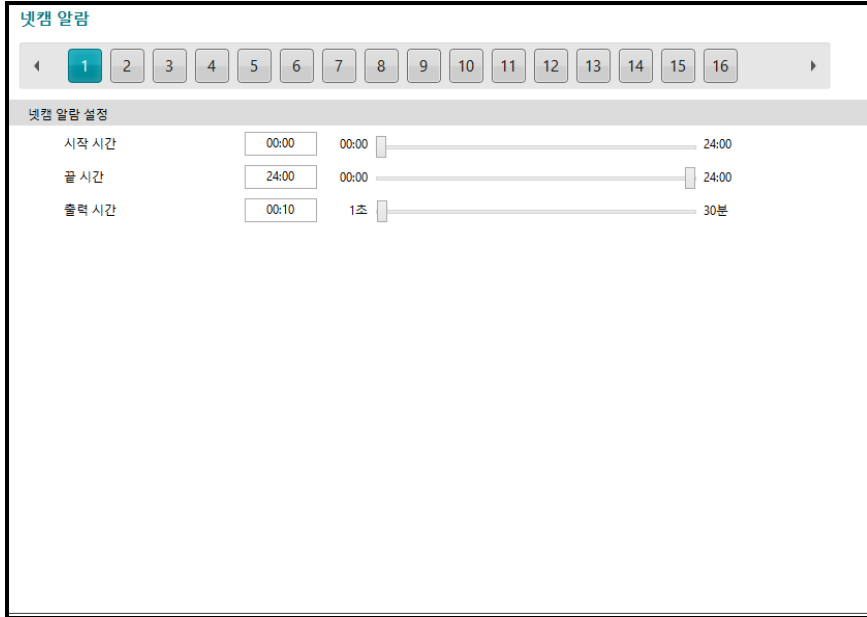 넷캠 알람
1 2 3 4 5 6 7 8 9 10 11 12 13 14 15 16
넷캠 알람 설정
시작 시간 00:00 00:00 24:00
끝 시간 24:00 00:00 24:00
출력 시간 00:10 1초 30분